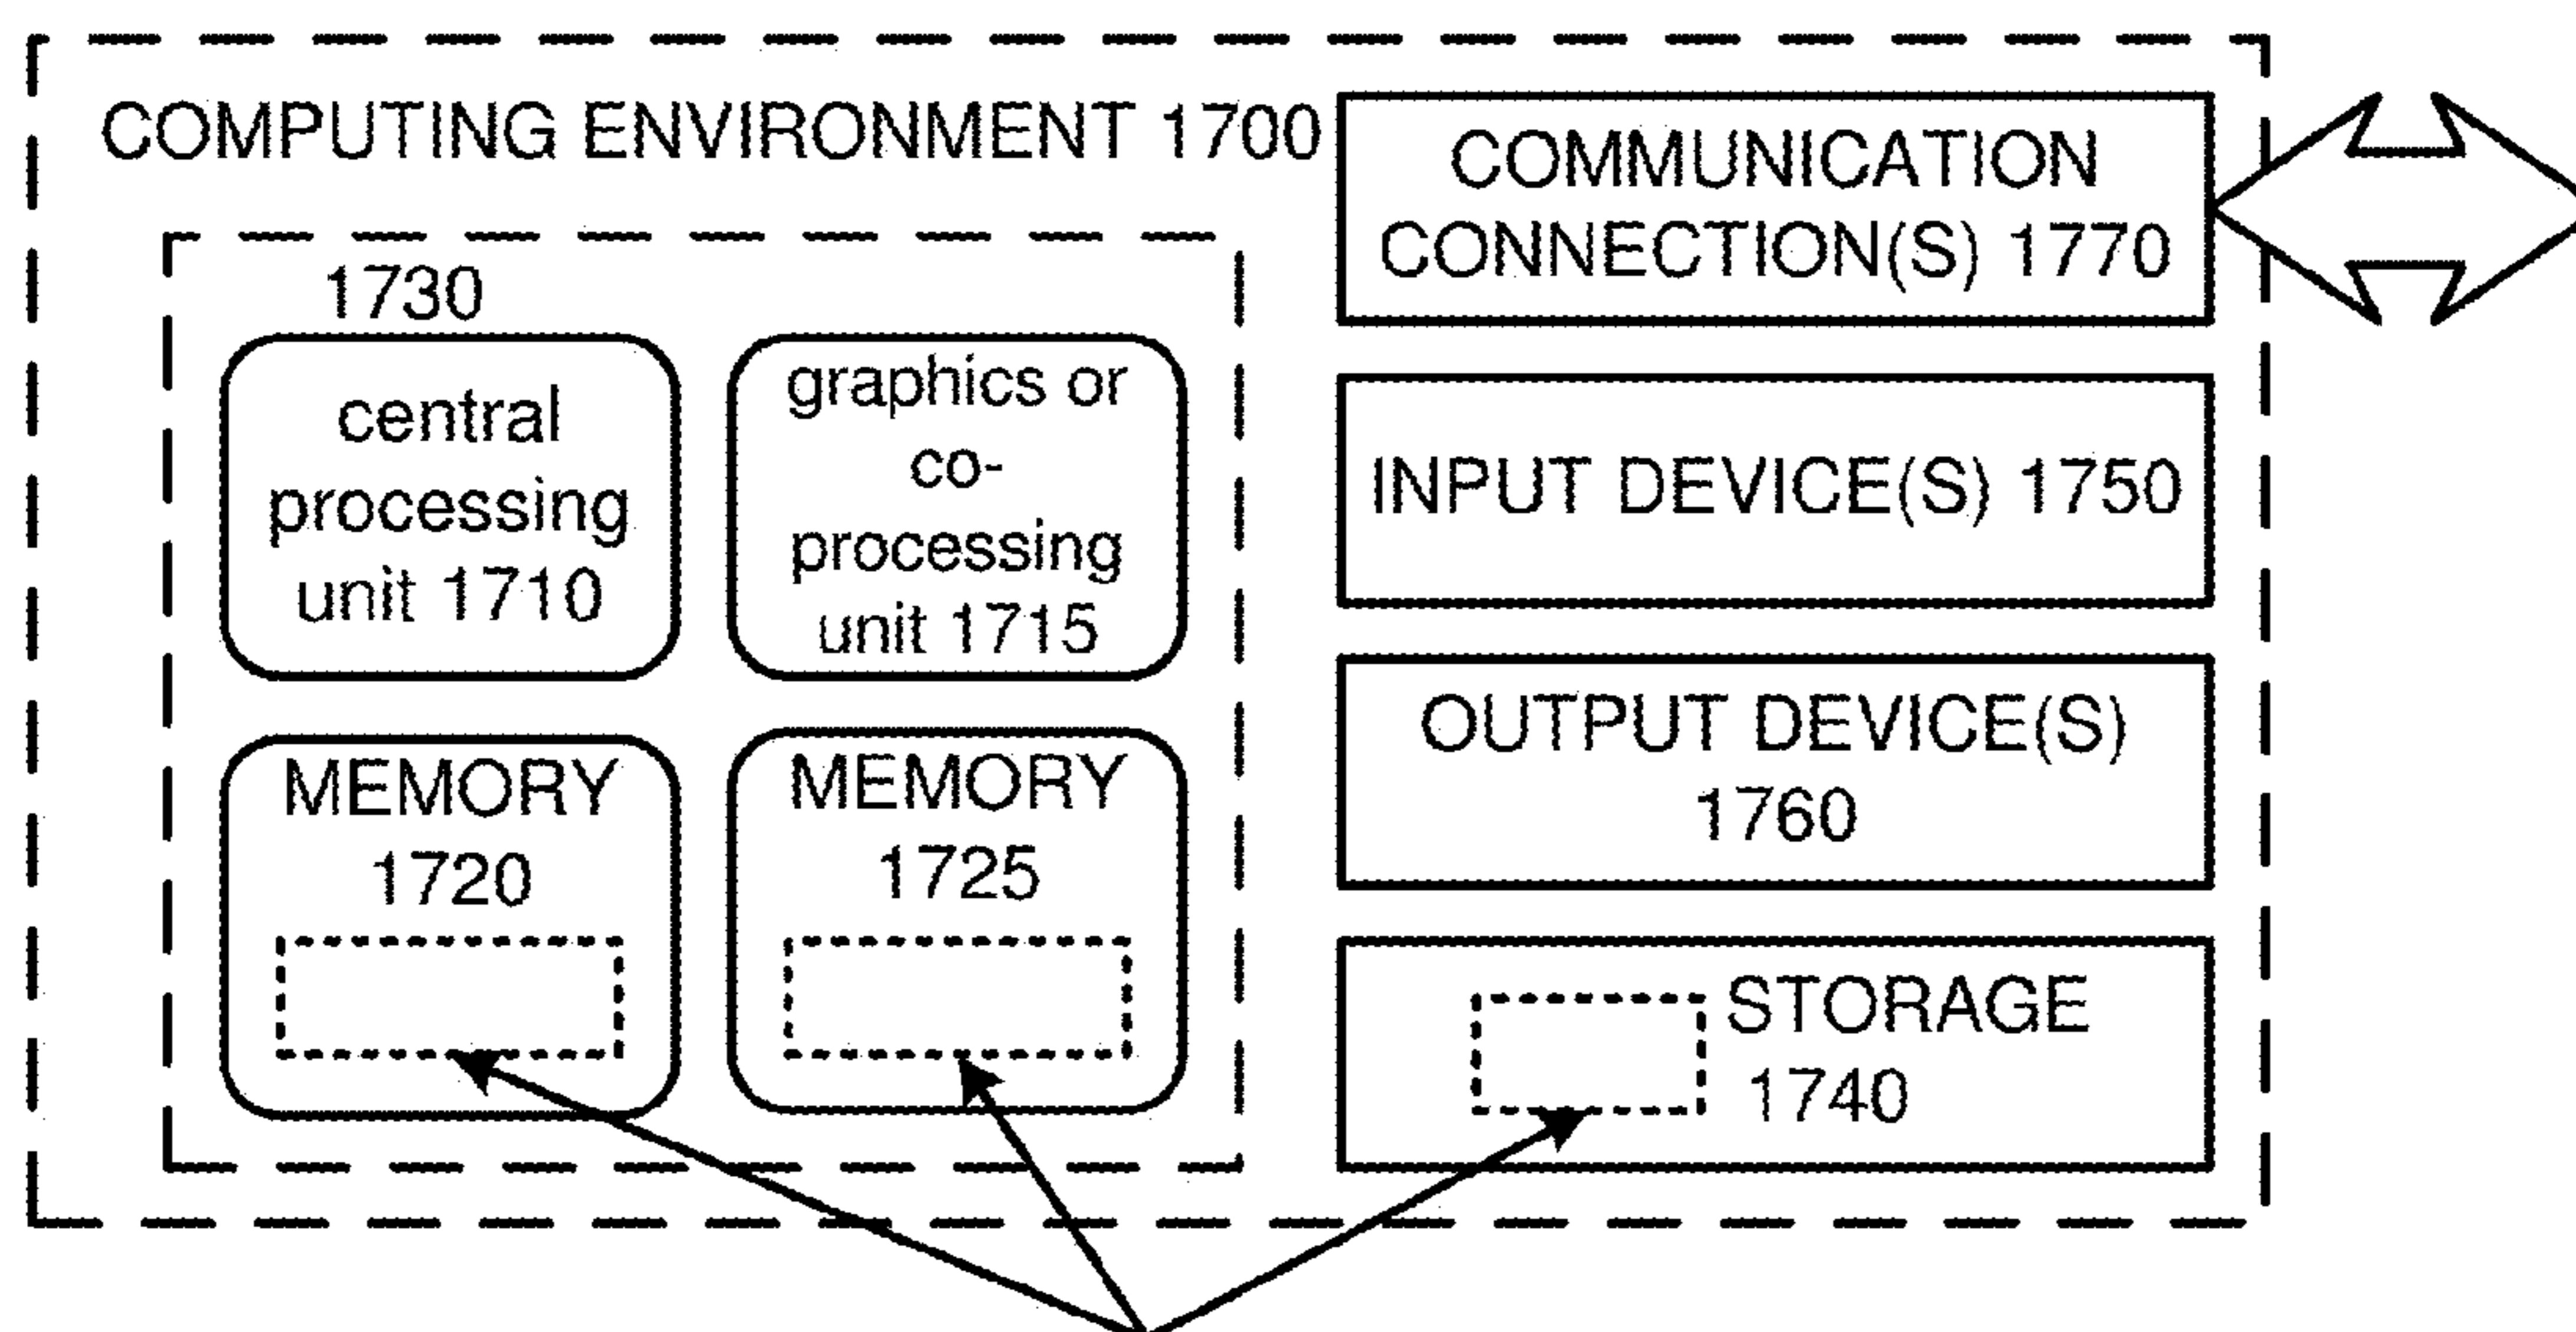 COMPUTING ENVIRONMENT 1700
1730
central
processing
unit 1710
graphics or
co-
processing
unit 1715
MEMORY
1720
MEMORY
1725
COMMUNICATION
CONNECTION(S) 1770
INPUT DEVICE(S) 1750
OUTPUT DEVICE(S)
1760
STORAGE
1740